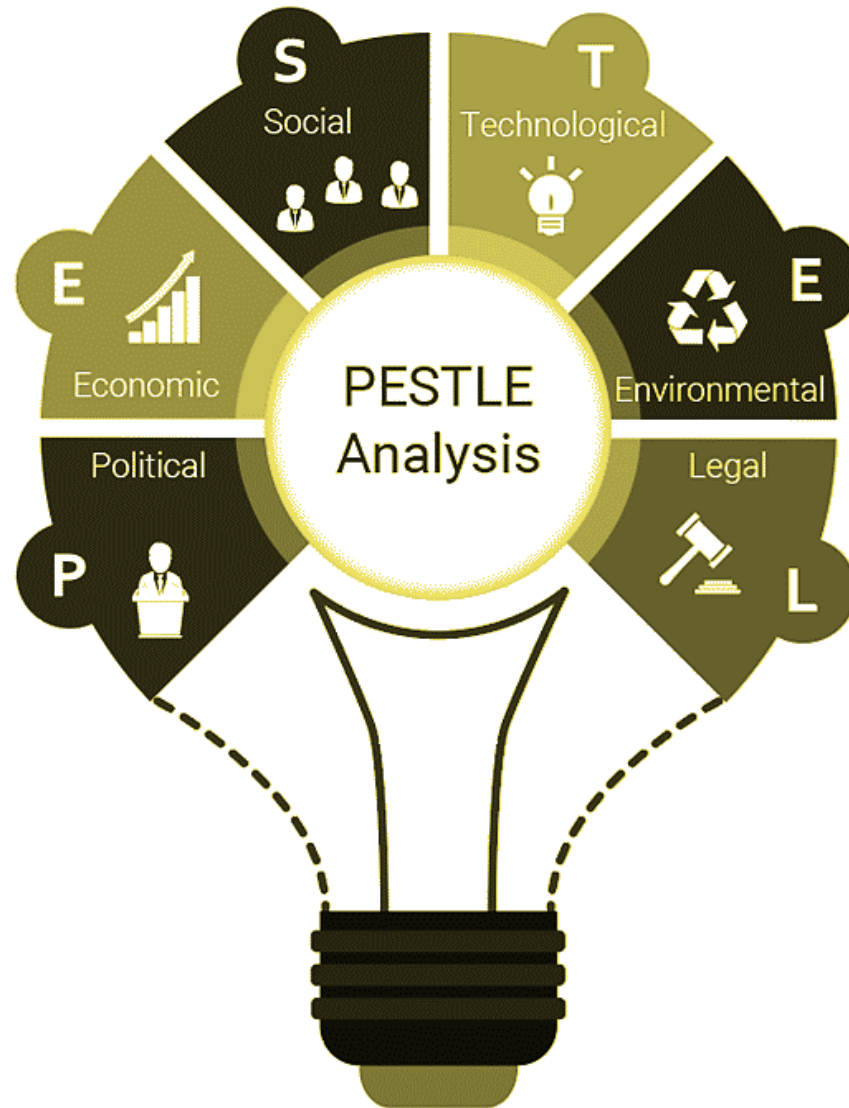 P
Political
E
Economic
S
Social
T
Technological
E
Environmental
L
Legal
PESTLE
Analysis